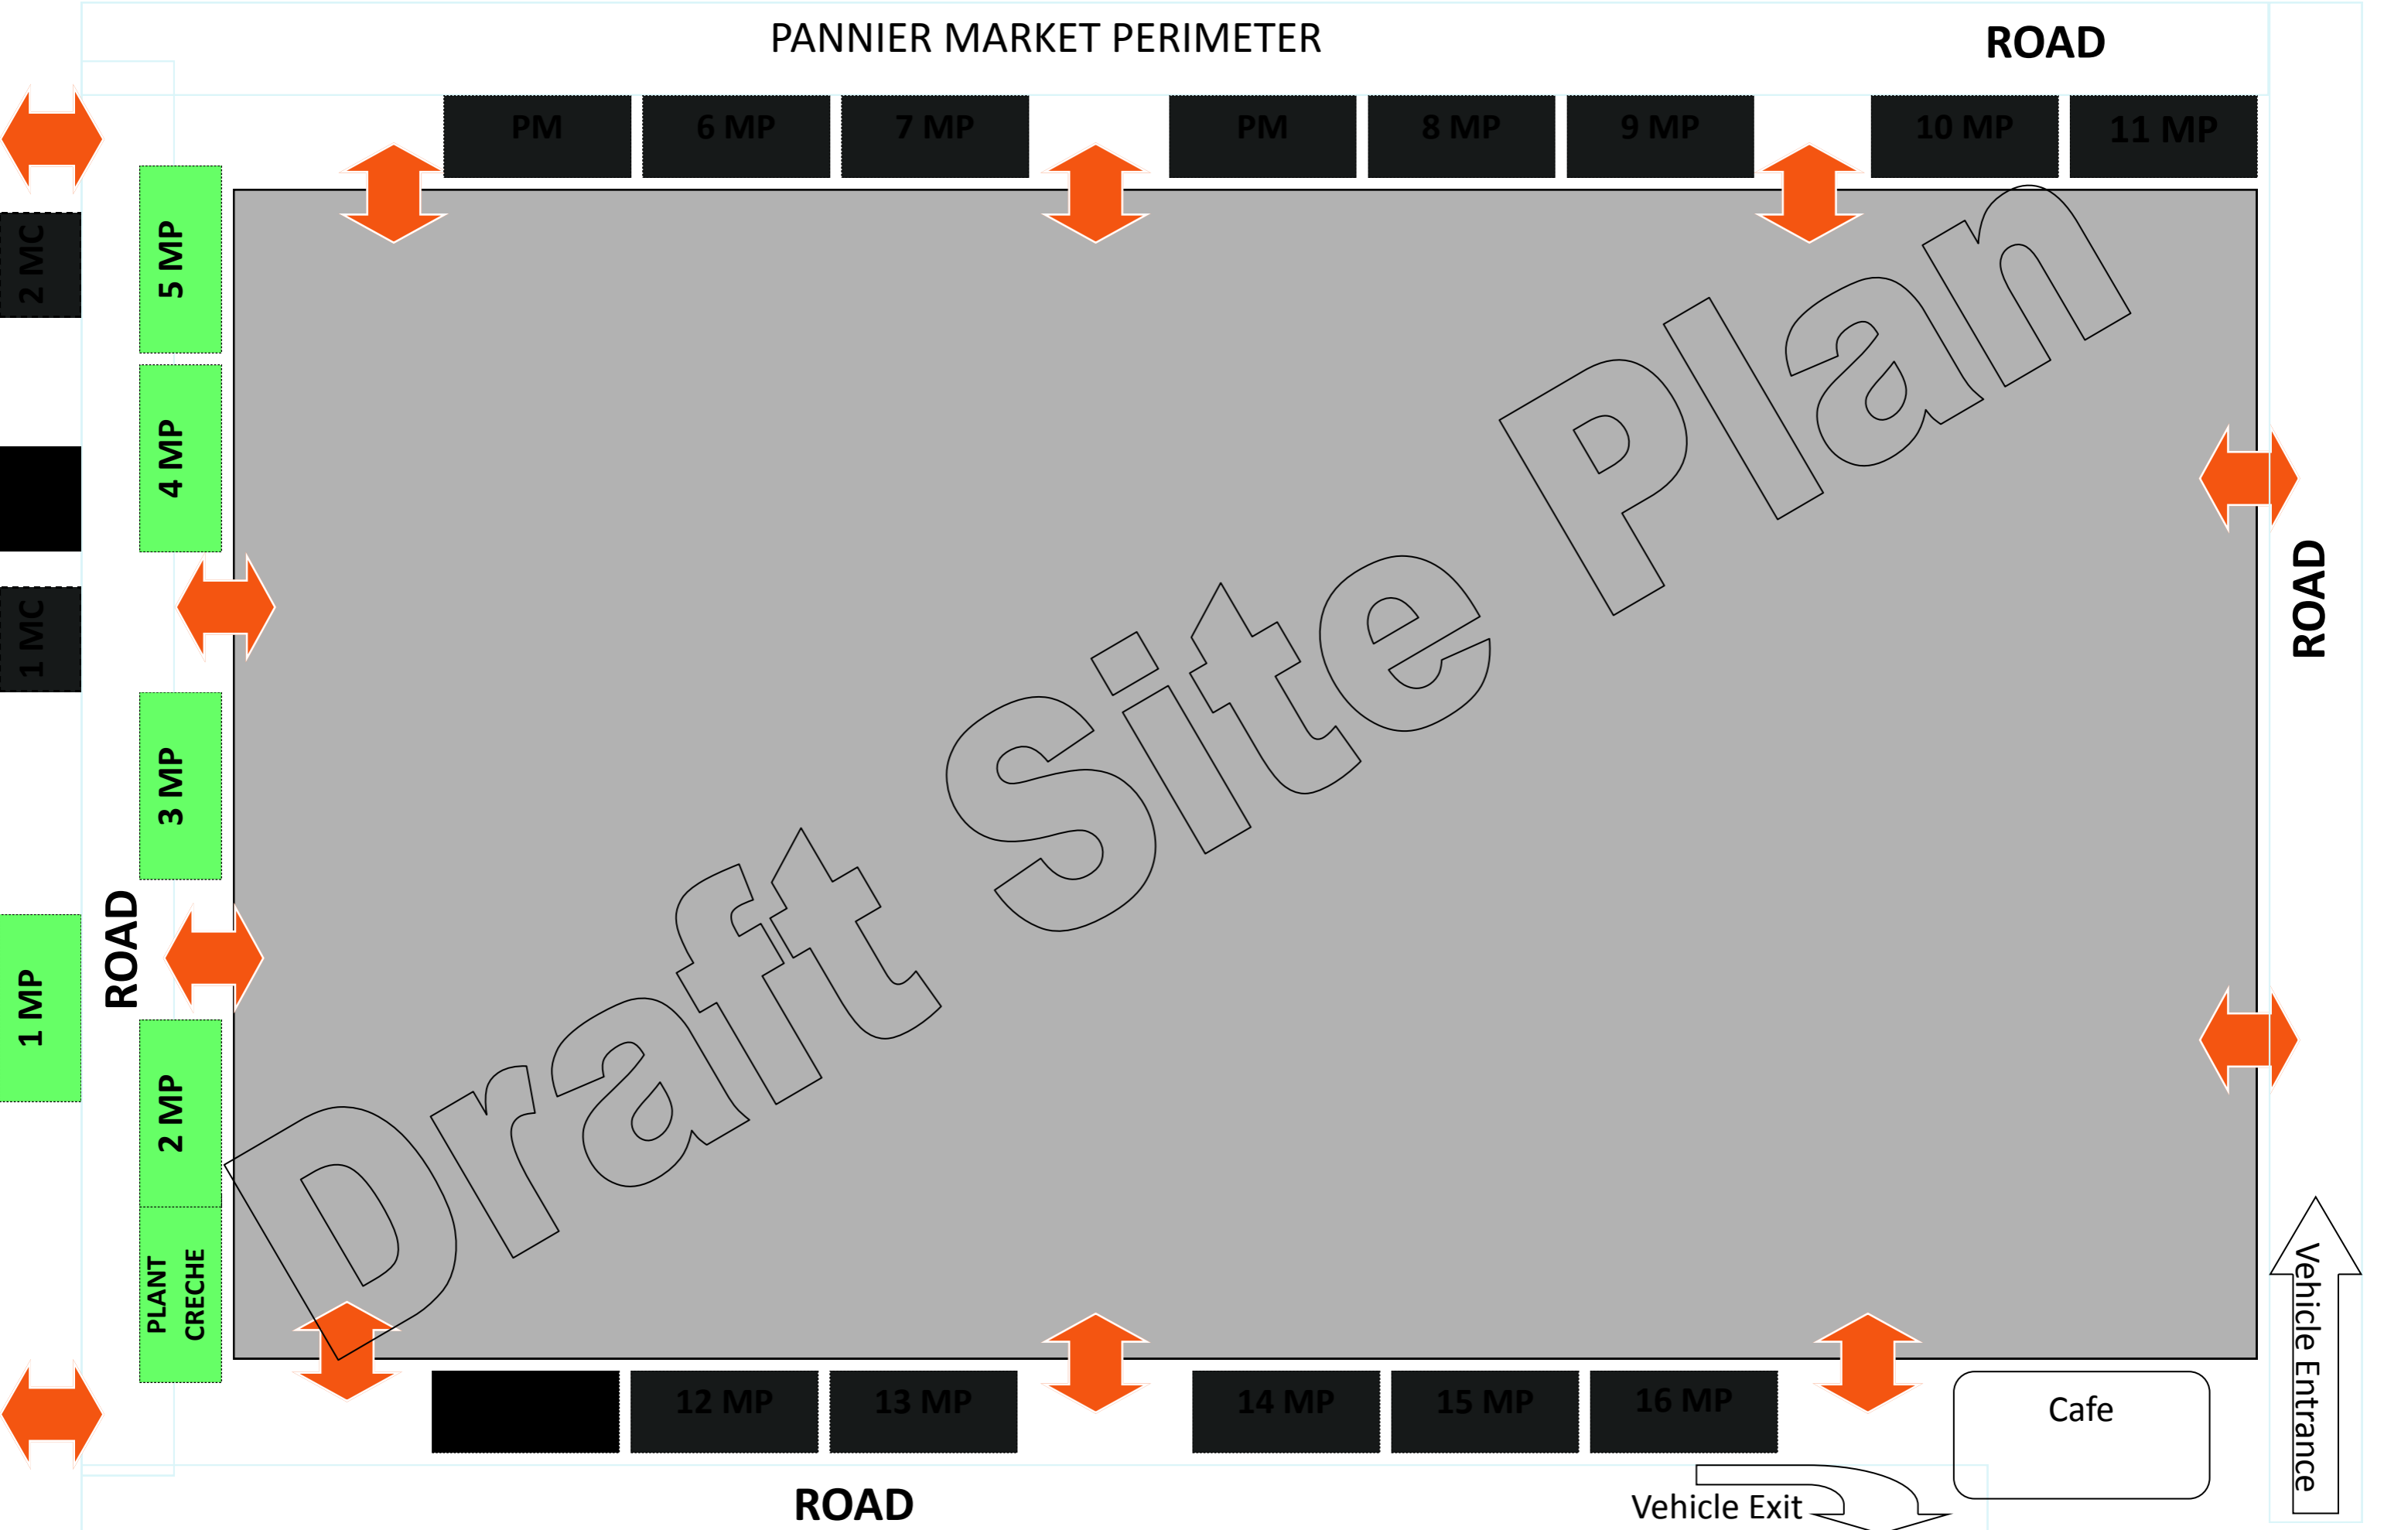 PANNIER MARKET PERIMETER
ROAD
PM
6 MP
7 MP
PM
8 MP
9 MP
10 MP
11 MP
2 MC
5 MP
4 MP
1 MC
3 MP
ROAD
1 MP
2 MP
PLANT
CRECHE
Draft Site Plan
ROAD
Vehicle Entrance
12 MP
13 MP
14 MP
15 MP
16 MP
Cafe
ROAD
Vehicle Exit